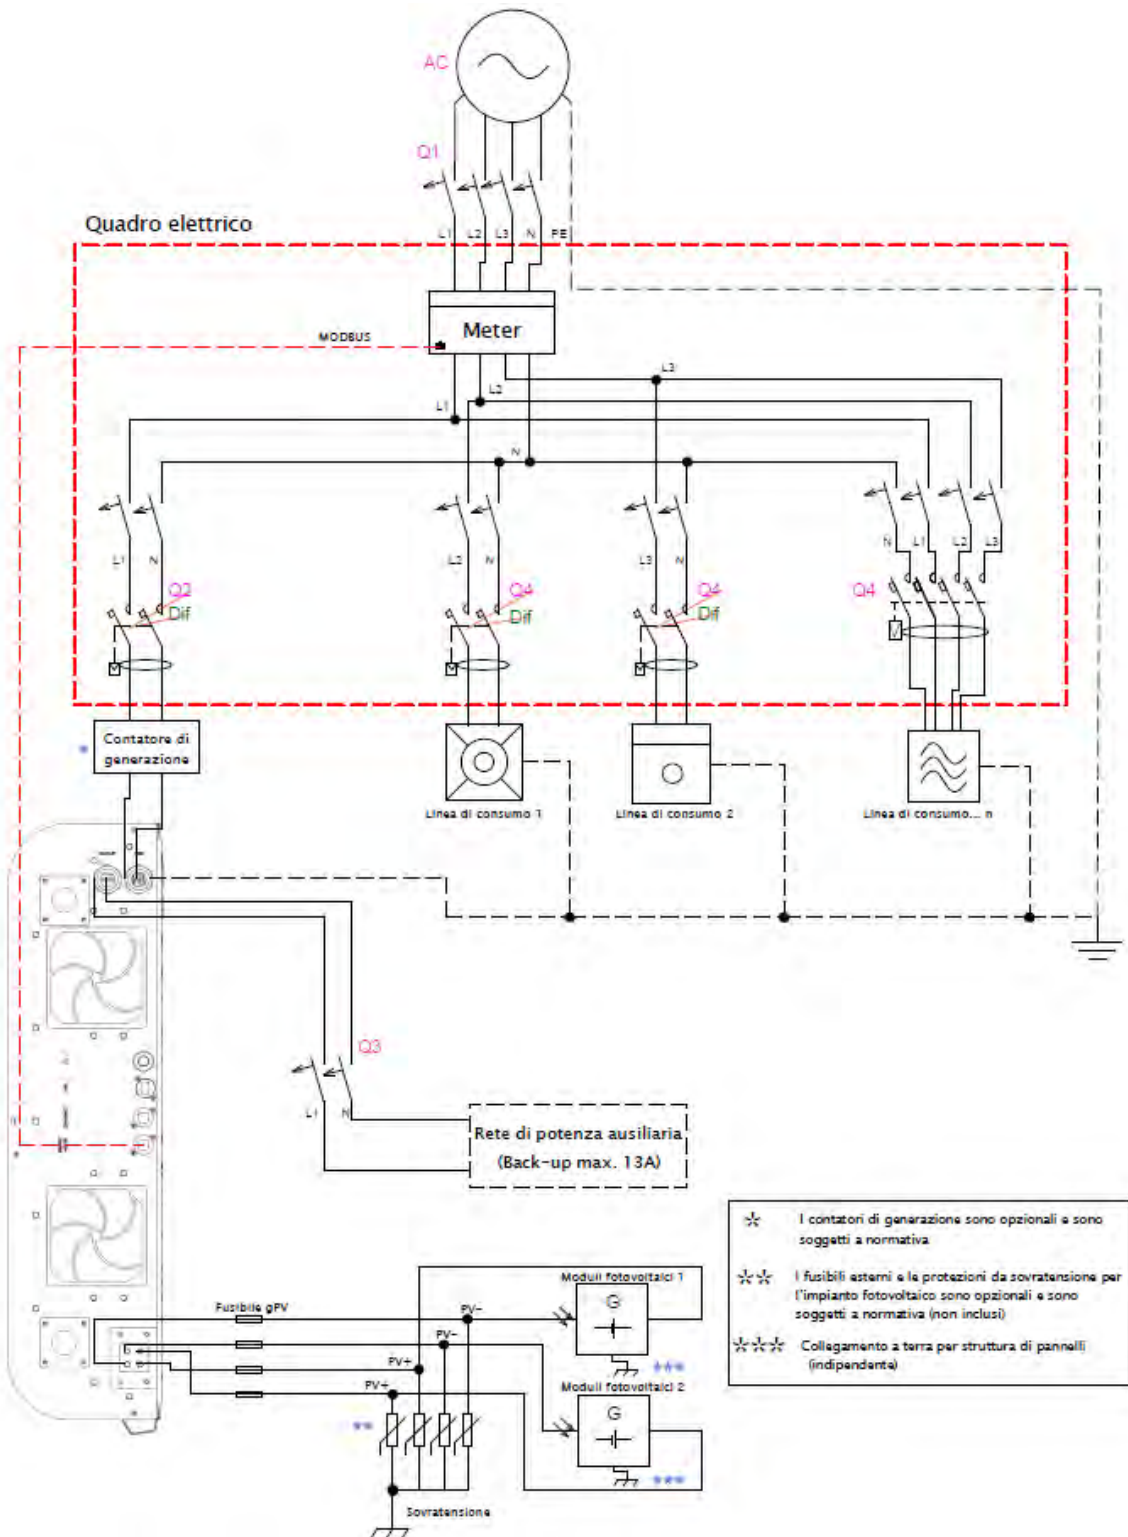 AC
Q1
Quadro elettrico
L1 L2 L3 N PE
Meter
MODBUS
L3
L2
L1
N
L1 N
L2 N
L3 N
N L1 L2 L3
Q2
Dif
Q4
Dif
Q4
Dif
Q4
Contatore di
generazione
*
Linea di consumo 1
Linea di consumo 2
Linea di consumo... n
Q3
L1 N
Rete di potenza ausiliaria
(Back-up max. 13A)
* I contatori di generazione sono opzionali e sono
soggetti a normativa
** I fusibili esterni e le protezioni da sovratensione per
l'impianto fotovoltaico sono opzionali e sono
soggetti a normativa (non inclusi)
*** Collegamento a terra per struttura di pannelli
(indipendente)
Moduli fotovoltaici 1
G
***
Fusibile gPV
PV-
PV-
PV+
PV+
Moduli fotovoltaici 2
G
***
**
Sovratensione